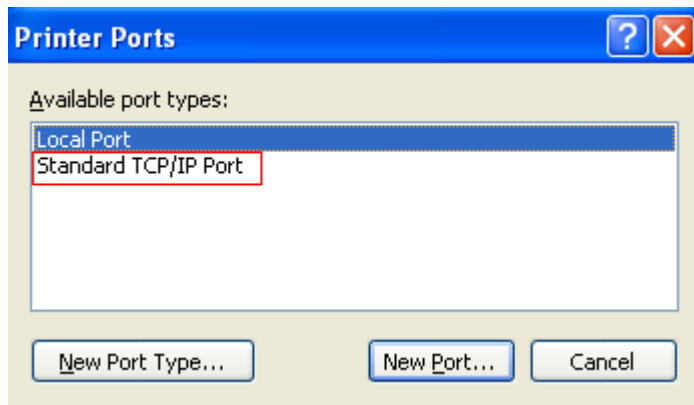 Printer Ports
Available port types:
Local Port
Standard TCP/IP Port
New Port Type... New Port... Cancel